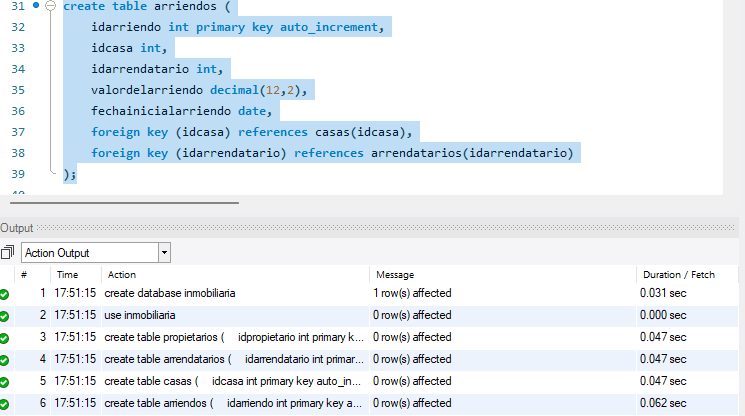 31 create table arriendos (
32 idarriendo int primary key auto_increment,
33 idcasa int,
34 idarrendatario int,
35 valordelarriendo decimal(12,2),
36 fechainicialarriendo date,
37 foreign key (idcasa) references casas(idcasa),
38 foreign key (idarrendatario) references arrendatarios(idarrendatario)
39 );
Output
Action Output
# Time Action Message Duration / Fetch
1 17:51:15 create database inmobiliaria 1 row(s) affected 0.031 sec
2 17:51:15 use inmobiliaria 0 row(s) affected 0.000 sec
3 17:51:15 create table propietarios ( idpropietario int primary k... 0 row(s) affected 0.047 sec
4 17:51:15 create table arrendatarios ( idarrendatario int primar... 0 row(s) affected 0.047 sec
5 17:51:15 create table casas ( idcasa int primary key auto_in... 0 row(s) affected 0.046 sec
6 17:51:15 create table arriendos ( idarriendo int primary key a... 0 row(s) affected 0.062 sec